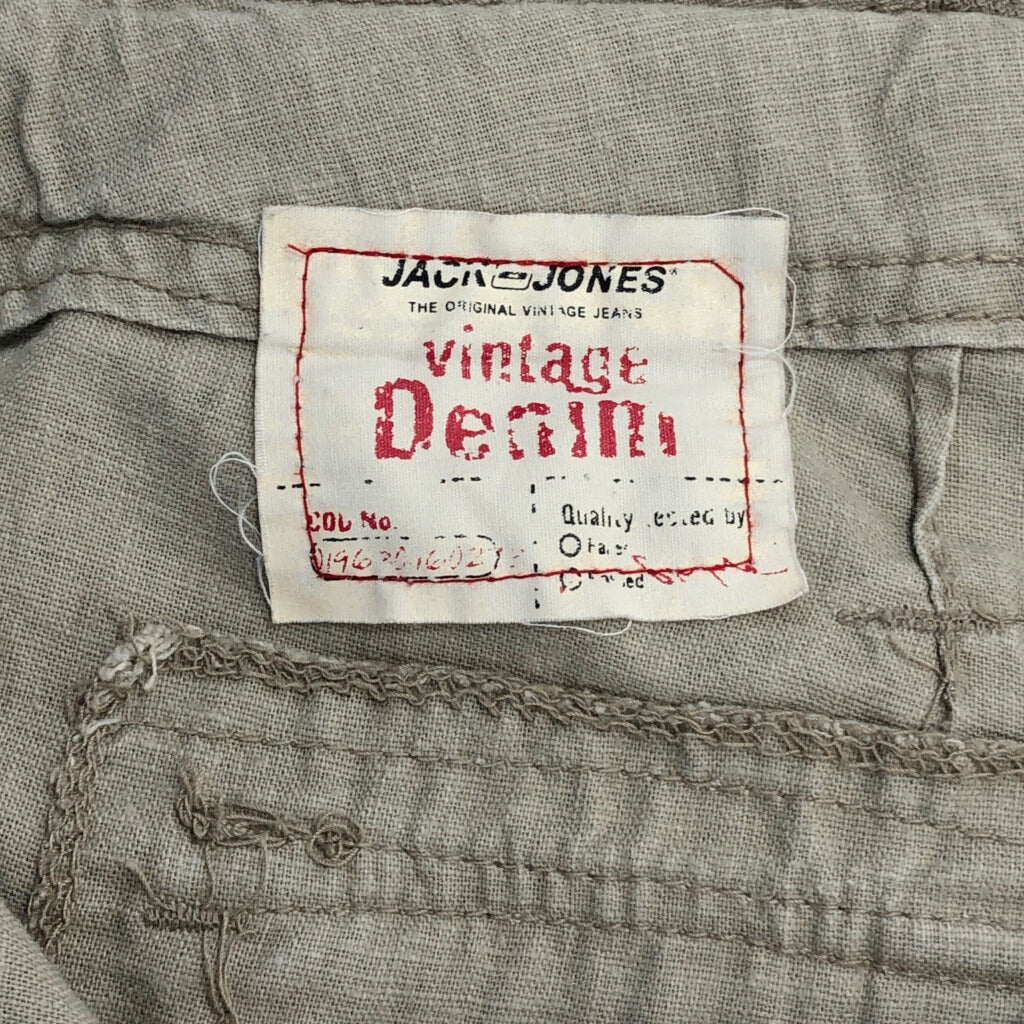 JACK JONES
THE ORIGINAL VINTAGE JEANS
vintage
Denim
COD No.
Quality tested by